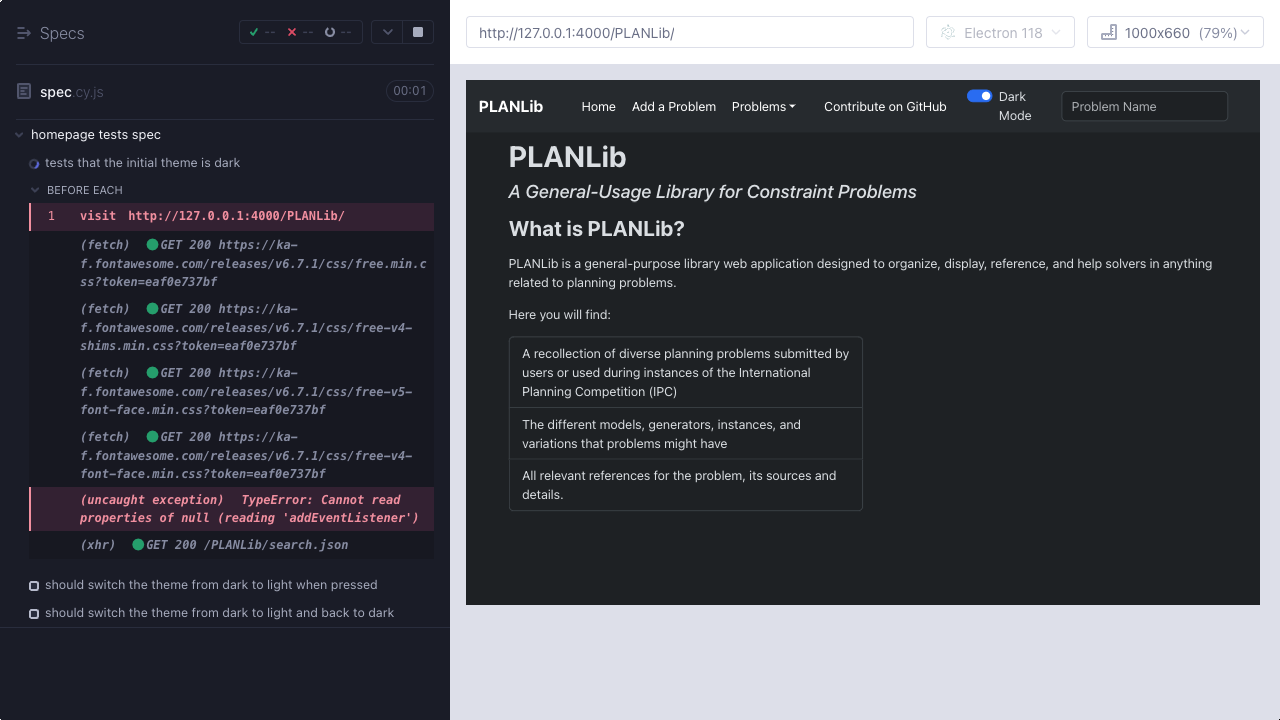 Specs
-- -- --
spec.cy.js
00:01
homepage tests spec
tests that the initial theme is dark
BEFORE EACH
1 visit http://127.0.0.1:4000/PLANLib/
(fetch) GET 200 https://ka-
f.fontawesome.com/releases/v6.7.1/css/free.min.c
ss?token=eaf0e737bf
(fetch) GET 200 https://ka-
f.fontawesome.com/releases/v6.7.1/css/free-v4-
shims.min.css?token=eaf0e737bf
(fetch) GET 200 https://ka-
f.fontawesome.com/releases/v6.7.1/css/free-v5-
font-face.min.css?token=eaf0e737bf
(fetch) GET 200 https://ka-
f.fontawesome.com/releases/v6.7.1/css/free-v4-
font-face.min.css?token=eaf0e737bf
(uncaught exception) TypeError: Cannot read
properties of null (reading 'addEventListener')
(xhr) GET 200 /PLANLib/search.json
should switch the theme from dark to light when pressed
should switch the theme from dark to light and back to dark
http://127.0.0.1:4000/PLANLib/
Electron 118
1000x660 (79%)
PLANLib
Home
Add a Problem
Problems
Contribute on GitHub
Dark
Mode
Problem Name
PLANLib
A General-Usage Library for Constraint Problems
What is PLANLib?
PLANLib is a general-purpose library web application designed to organize, display, reference, and help solvers in anything
related to planning problems.
Here you will find:
A recollection of diverse planning problems submitted by
users or used during instances of the International
Planning Competition (IPC)
The different models, generators, instances, and
variations that problems might have
All relevant references for the problem, its sources and
details.